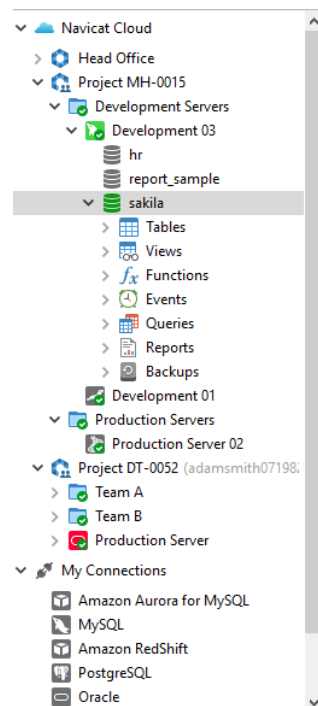 Navicat Cloud
Head Office
Project MH-0015
Development Servers
Development 03
hr
report_sample
sakila
Tables
Views
fx Functions
Events
Queries
Reports
Backups
Development 01
Production Servers
Production Server 02
Project DT-0052 (adamsmith07198
Team A
Team B
Production Server
My Connections
Amazon Aurora for MySQL
MySQL
Amazon RedShift
PostgreSQL
Oracle